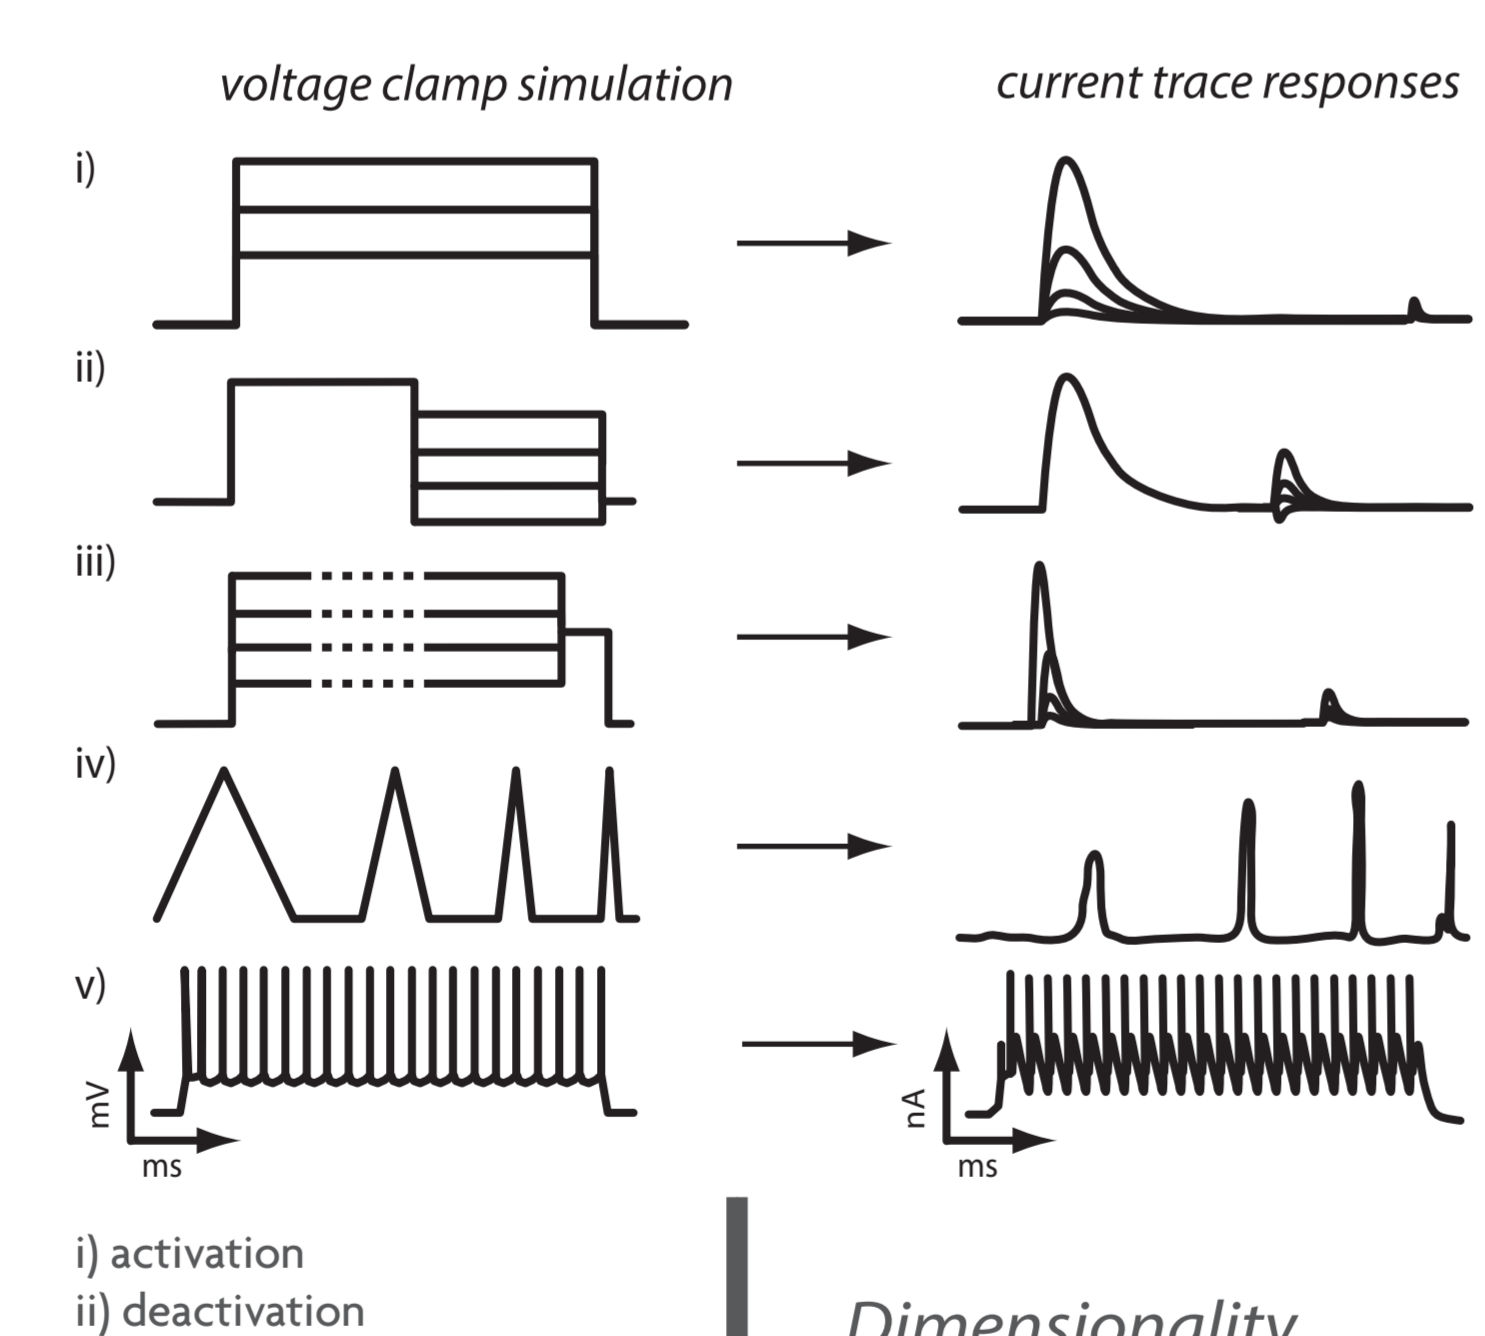 voltage clamp simulation
current trace responses
i)
ii)
iii)
iv)
v)
mV
ms
nA
ms
i) activation
ii) deactivation
Dimensionality